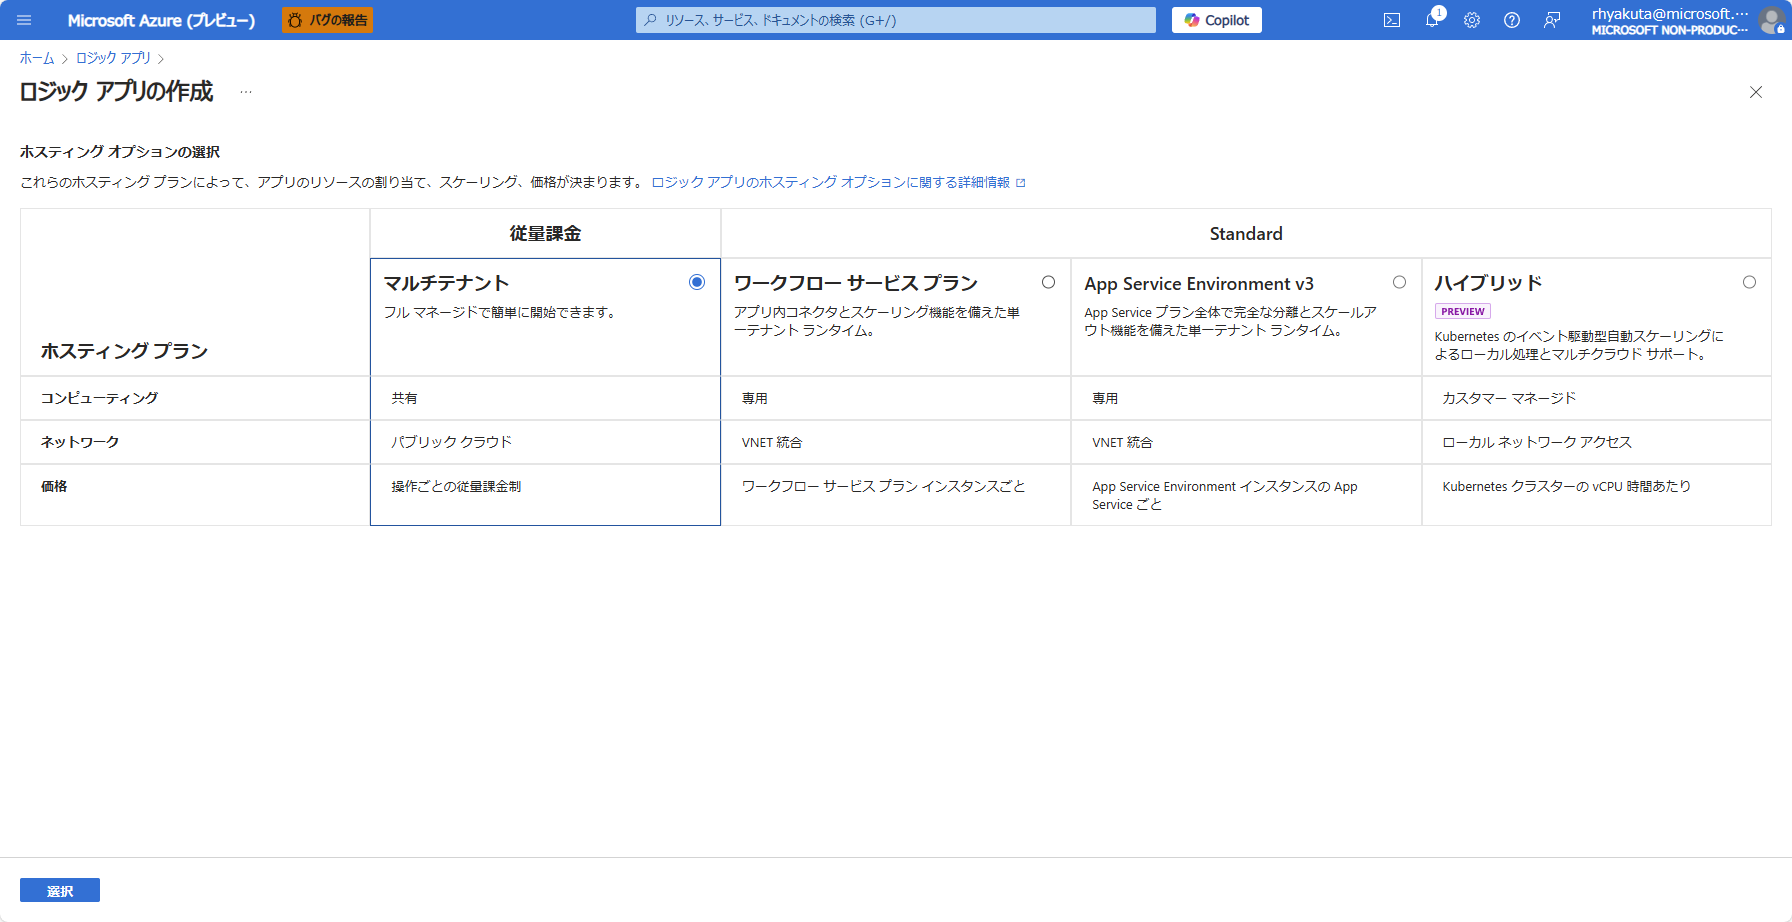 Microsoft Azure (プレビュー)
バグの報告
リソース、サービス、ドキュメントの検索 (G+/)
Copilot
1
rhyakuta@microsoft.…
MICROSOFT NON-PRODUC…
ホーム > ロジック アプリ >
ロジック アプリの作成 …
ホスティング オプションの選択
これらのホスティング プランによって、アプリのリソースの割り当て、スケーリング、価格が決まります。 ロジック アプリのホスティング オプションに関する詳細情報
従量課金
Standard
ホスティング プラン
マルチテナント
フル マネージドで簡単に開始できます。
ワークフロー サービス プラン
アプリ内コネクタとスケーリング機能を備えた単
一テナント ランタイム。
App Service Environment v3
App Service プラン全体で完全な分離とスケールア
ウト機能を備えた単一テナント ランタイム。
ハイブリッド
PREVIEW
Kubernetes のイベント駆動型自動スケーリングに
よるローカル処理とマルチクラウド サポート。
コンピューティング
共有
専用
専用
カスタマー マネージド
ネットワーク
パブリック クラウド
VNET 統合
VNET 統合
ローカル ネットワーク アクセス
価格
操作ごとの従量課金制
ワークフロー サービス プラン インスタンスごと
App Service Environment インスタンスの App
Service ごと
Kubernetes クラスターの vCPU 時間あたり
選択